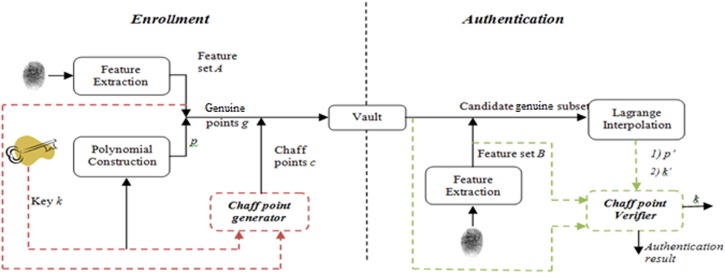 Enrollment
Authentication
Feature
Extraction
Feature
set A
Genuine
points g
Vault
Candidate genuine subset
Lagrange
Interpolation
Polynomial
Construction
p
Chaff
points c
Feature set B
1) p'
2) k'
Feature
Extraction
Key k
Chaff point
generator
Chaff point
Verifier
k
Authentication
result